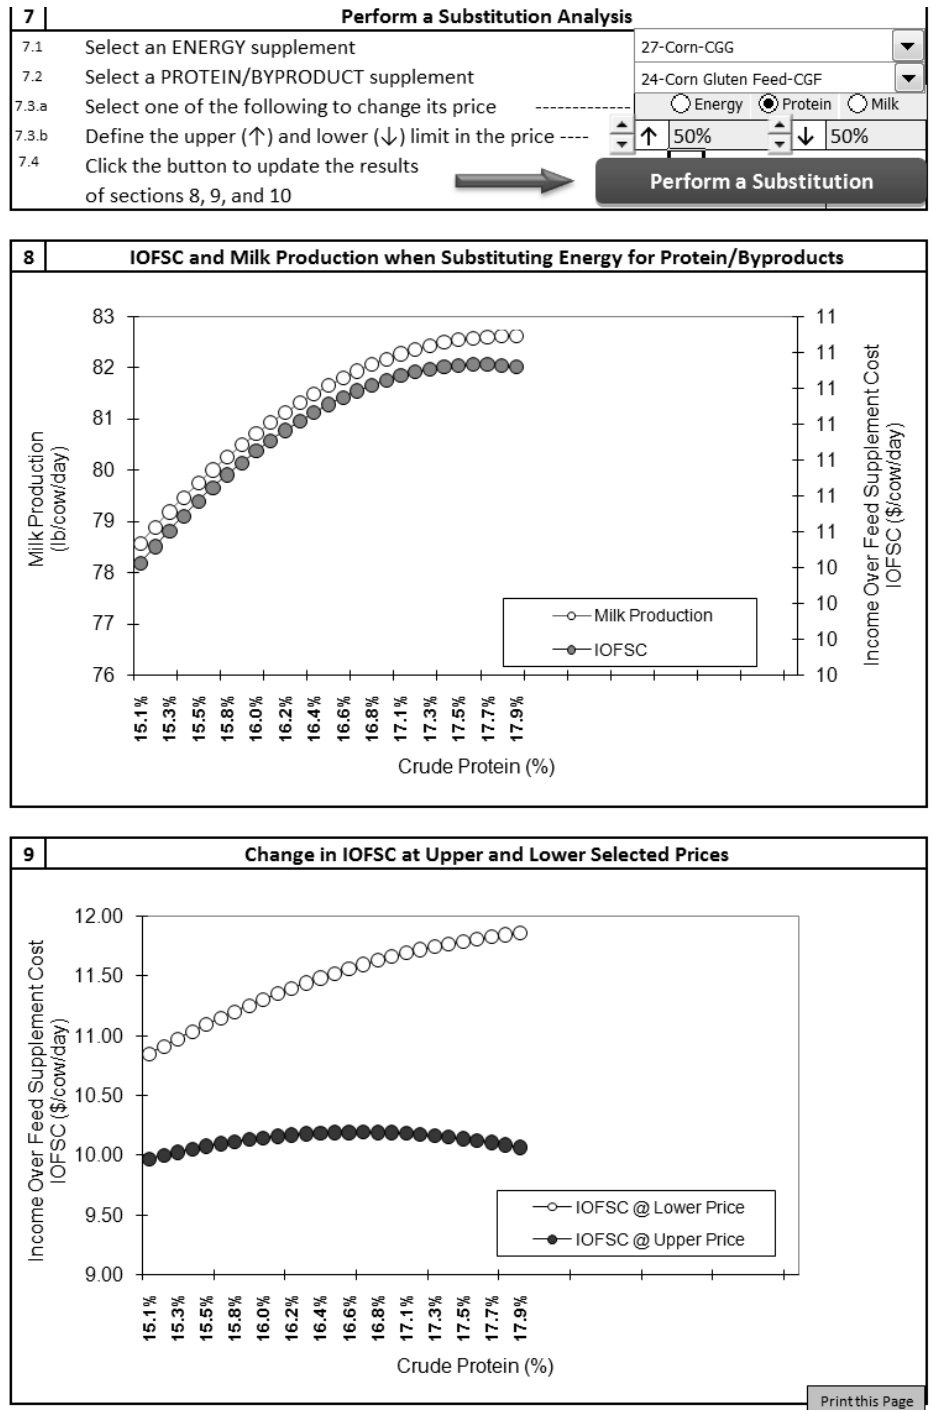 7 Perform a Substitution Analysis
7.1 Select an ENERGY supplement 27-Corn-CGG
7.2 Select a PROTEIN/BYPRODUCT supplement 24-Corn Gluten Feed-CGF
7.3.a Select one of the following to change its price ------------- Energy Protein Milk
7.3.b Define the upper (↑) and lower (↓) limit in the price ---- ↑ 50% ↓ 50%
7.4 Click the button to update the results
of sections 8, 9, and 10
Perform a Substitution
8 IOFSC and Milk Production when Substituting Energy for Protein/Byproducts
Milk Production
(lb/cow/day)
83
82
81
80
79
78
77
76
11
11
11
11
11
11
11
10
10
10
10
Income Over Feed Supplement Cost
IOFSC ($/cow/day)
Milk Production
IOFSC
15.1% 15.3% 15.5% 15.8% 16.0% 16.2% 16.4% 16.6% 16.8% 17.1% 17.3% 17.5% 17.7% 17.9%
Crude Protein (%)
9 Change in IOFSC at Upper and Lower Selected Prices
Income Over Feed Supplement Cost
IOFSC ($/cow/day)
12.00
11.50
11.00
10.50
10.00
9.50
9.00
IOFSC @ Lower Price
IOFSC @ Upper Price
15.1% 15.3% 15.5% 15.8% 16.0% 16.2% 16.4% 16.6% 16.8% 17.1% 17.3% 17.5% 17.7% 17.9%
Crude Protein (%)
Print this Page